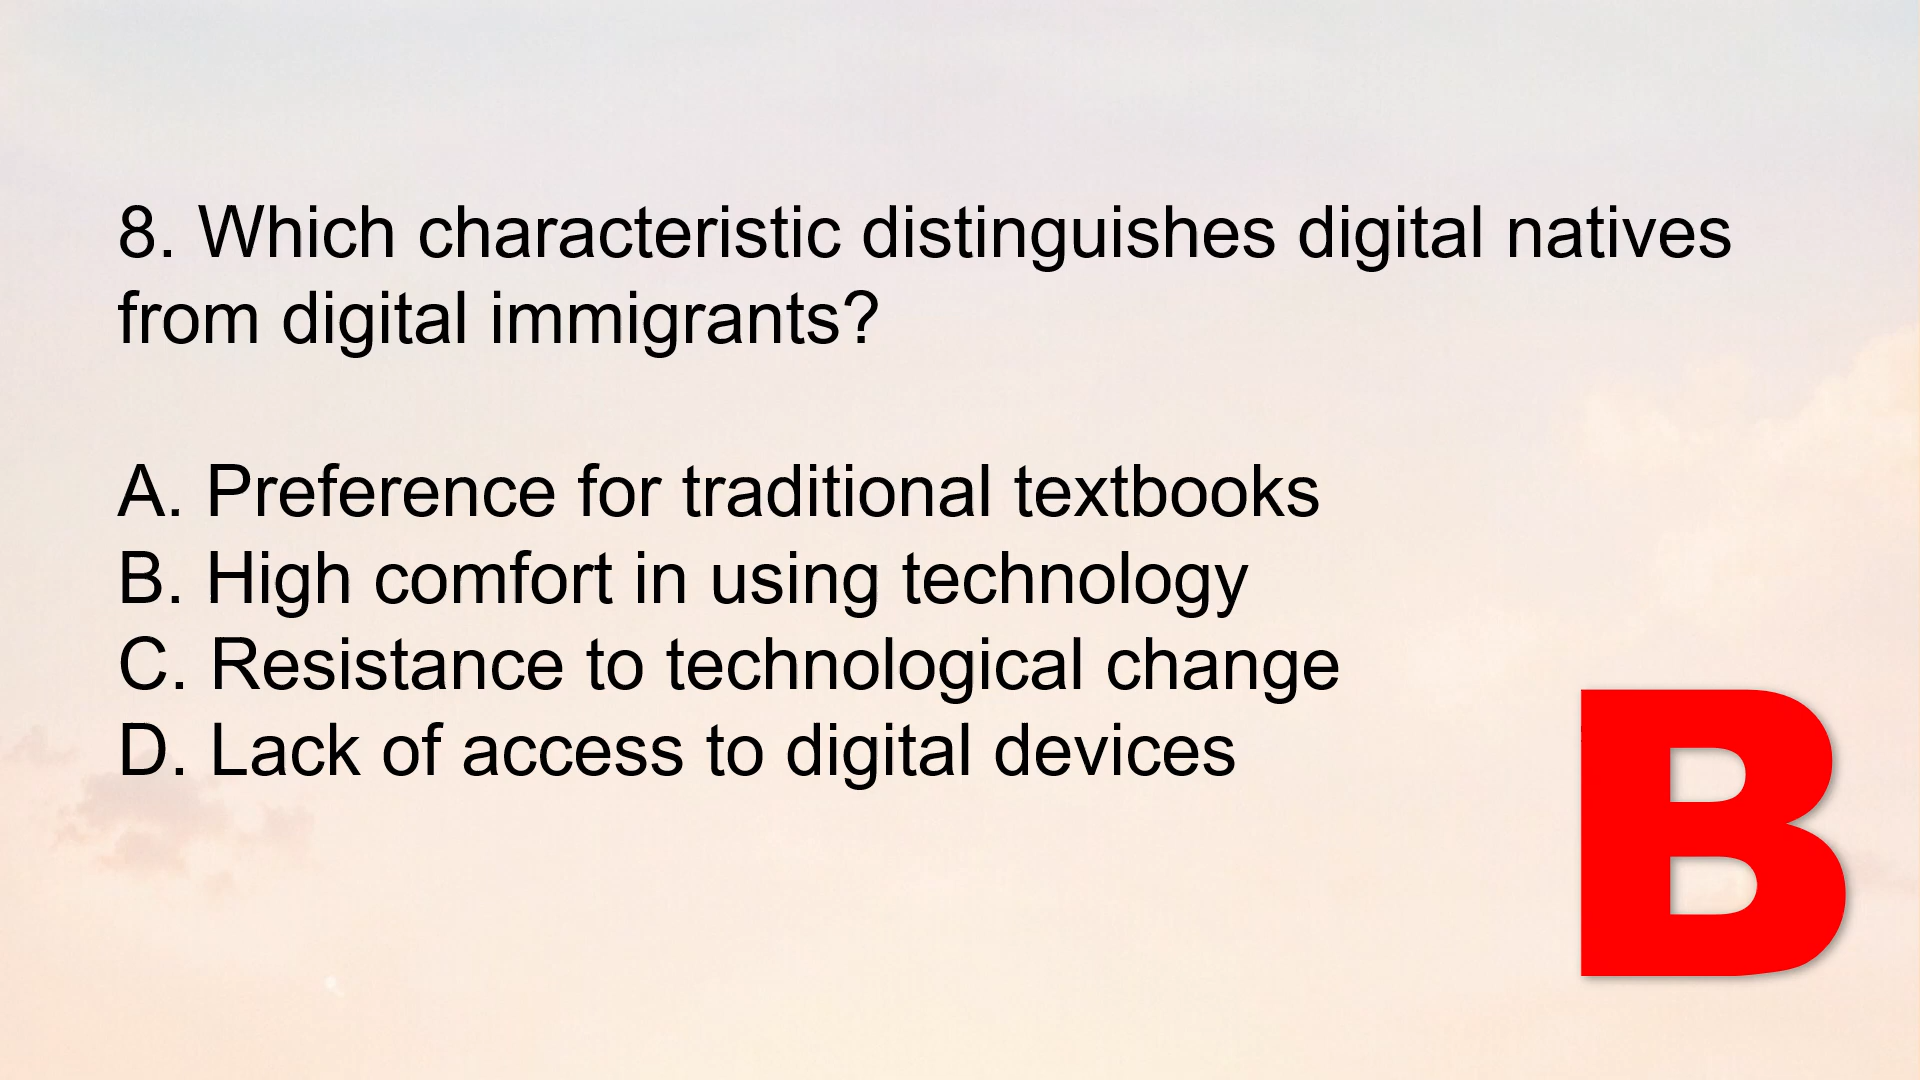 8. Which characteristic distinguishes digital natives
from digital immigrants?
A. Preference for traditional textbooks
B. High comfort in using technology
C. Resistance to technological change
D. Lack of access to digital devices
B